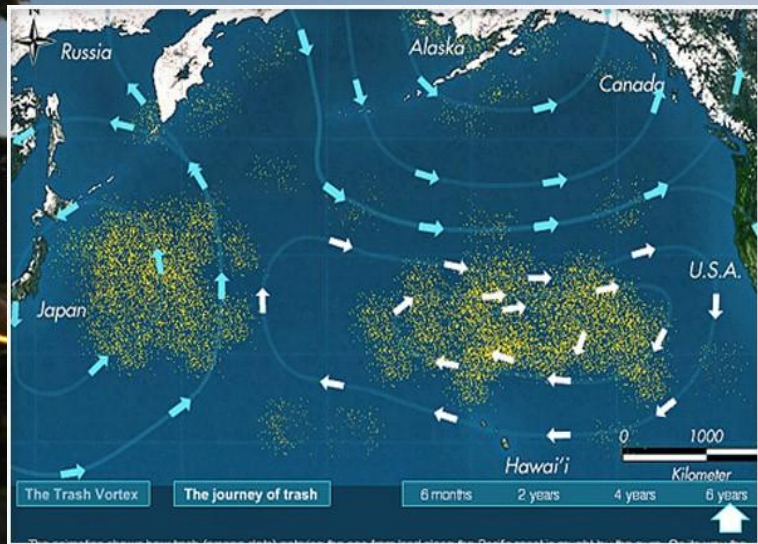 Russia
Alaska
Canada
U.S.A.
Japan
0 1000
Hawai'i
Kilometer
The Trash Vortex
The journey of trash
6 months 2 years 4 years 6 years